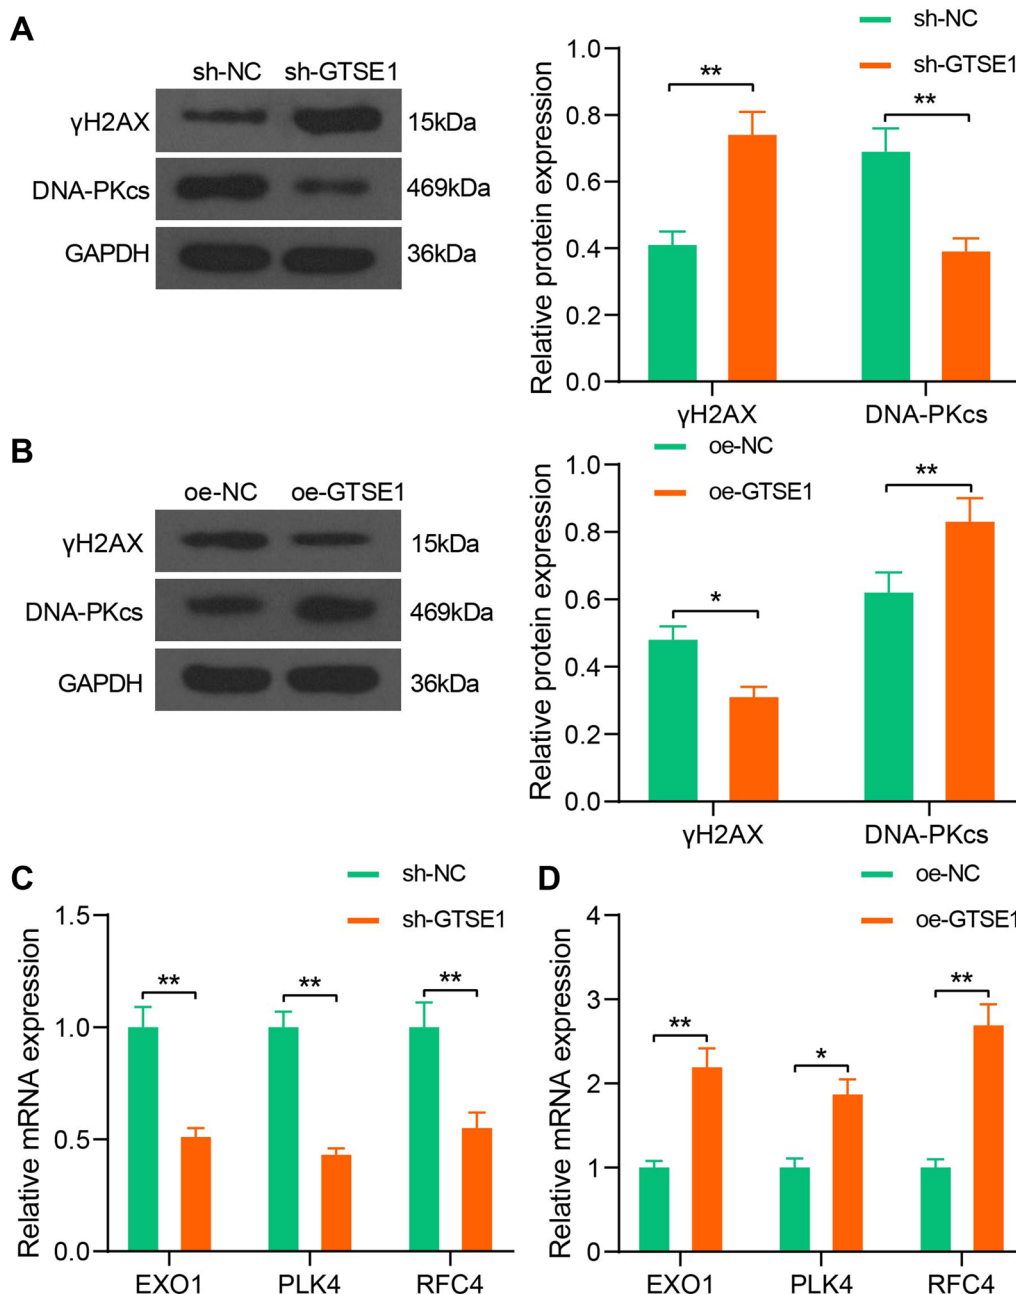 A
sh-NC sh-GTSE1
γH2AX 15kDa
DNA-PKcs 469kDa
GAPDH 36kDa
sh-NC
sh-GTSE1
Relative protein expression
1.0
0.8
0.6
0.4
0.2
0.0
** **
γH2AX DNA-PKcs
B
oe-NC oe-GTSE1
γH2AX 15kDa
DNA-PKcs 469kDa
GAPDH 36kDa
oe-NC
oe-GTSE1
Relative protein expression
1.0
0.8
0.6
0.4
0.2
0.0
* **
γH2AX DNA-PKcs
C
sh-NC
sh-GTSE1
Relative mRNA expression
1.5
1.0
0.5
0.0
** ** **
EXO1 PLK4 RFC4
D
oe-NC
oe-GTSE1
Relative mRNA expression
4
3
2
1
0
** * **
EXO1 PLK4 RFC4